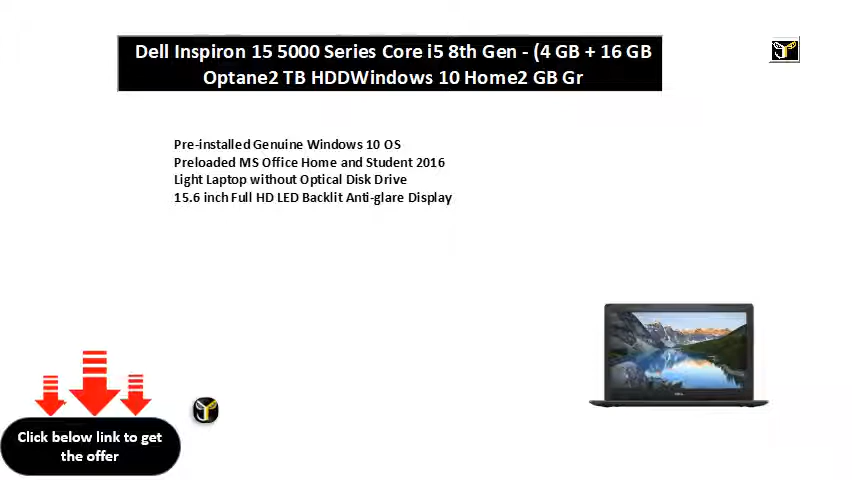 Dell Inspiron 15 5000 Series Core i5 8th Gen - (4 GB + 16 GB
Optane2 TB HDDWindows 10 Home2 GB Gr
Pre-installed Genuine Windows 10 OS
Preloaded MS Office Home and Student 2016
Light Laptop without Optical Disk Drive
15.6 inch Full HD LED Backlit Anti-glare Display
Click below link to get
the offer